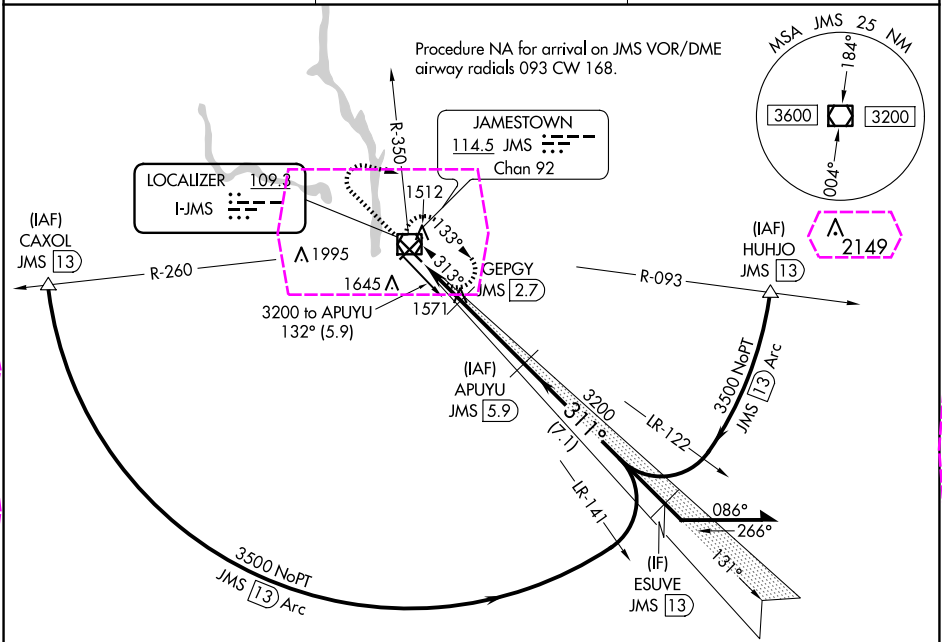 Procedure NA for arrival on JMS VOR/DME
airway radials 093 CW 168.
MSA JMS 25 NM
184°
3600
3200
004°
R-350
JAMESTOWN
114.5 JMS
Chan 92
LOCALIZER 109.3
I-JMS
1512
2149
(IAF)
CAXOL
JMS 13
(IAF)
HUHJO
JMS 13
R-260
1995
133°
313°
GEPGY
JMS 2.7
R-093
1645
1571
3200 to APUYU
132° (5.9)
(IAF)
APUYU
JMS 5.9
3200
311°
(7.1)
LR-122
3500 NoPT
JMS 13 Arc
LR-141
086°
266°
131°
(IF)
ESUVE
JMS 13
3500 NoPT
JMS 13 Arc